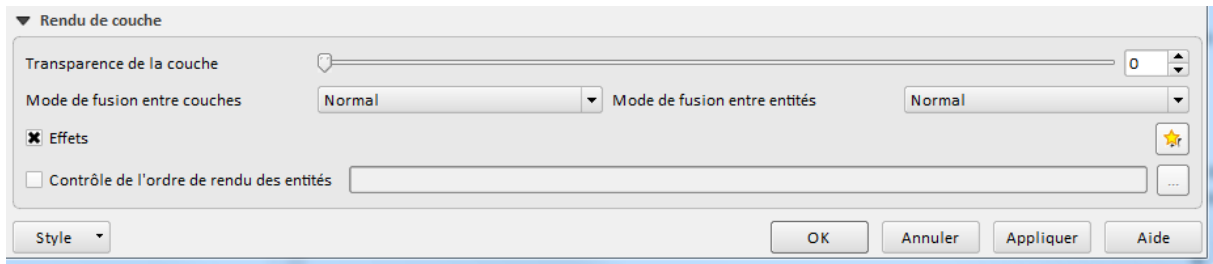 Rendu de couche
Transparence de la couche 0
Mode de fusion entre couches Normal Mode de fusion entre entités Normal
Effets
Contrôle de l'ordre de rendu des entités ...
Style OK Annuler Appliquer Aide